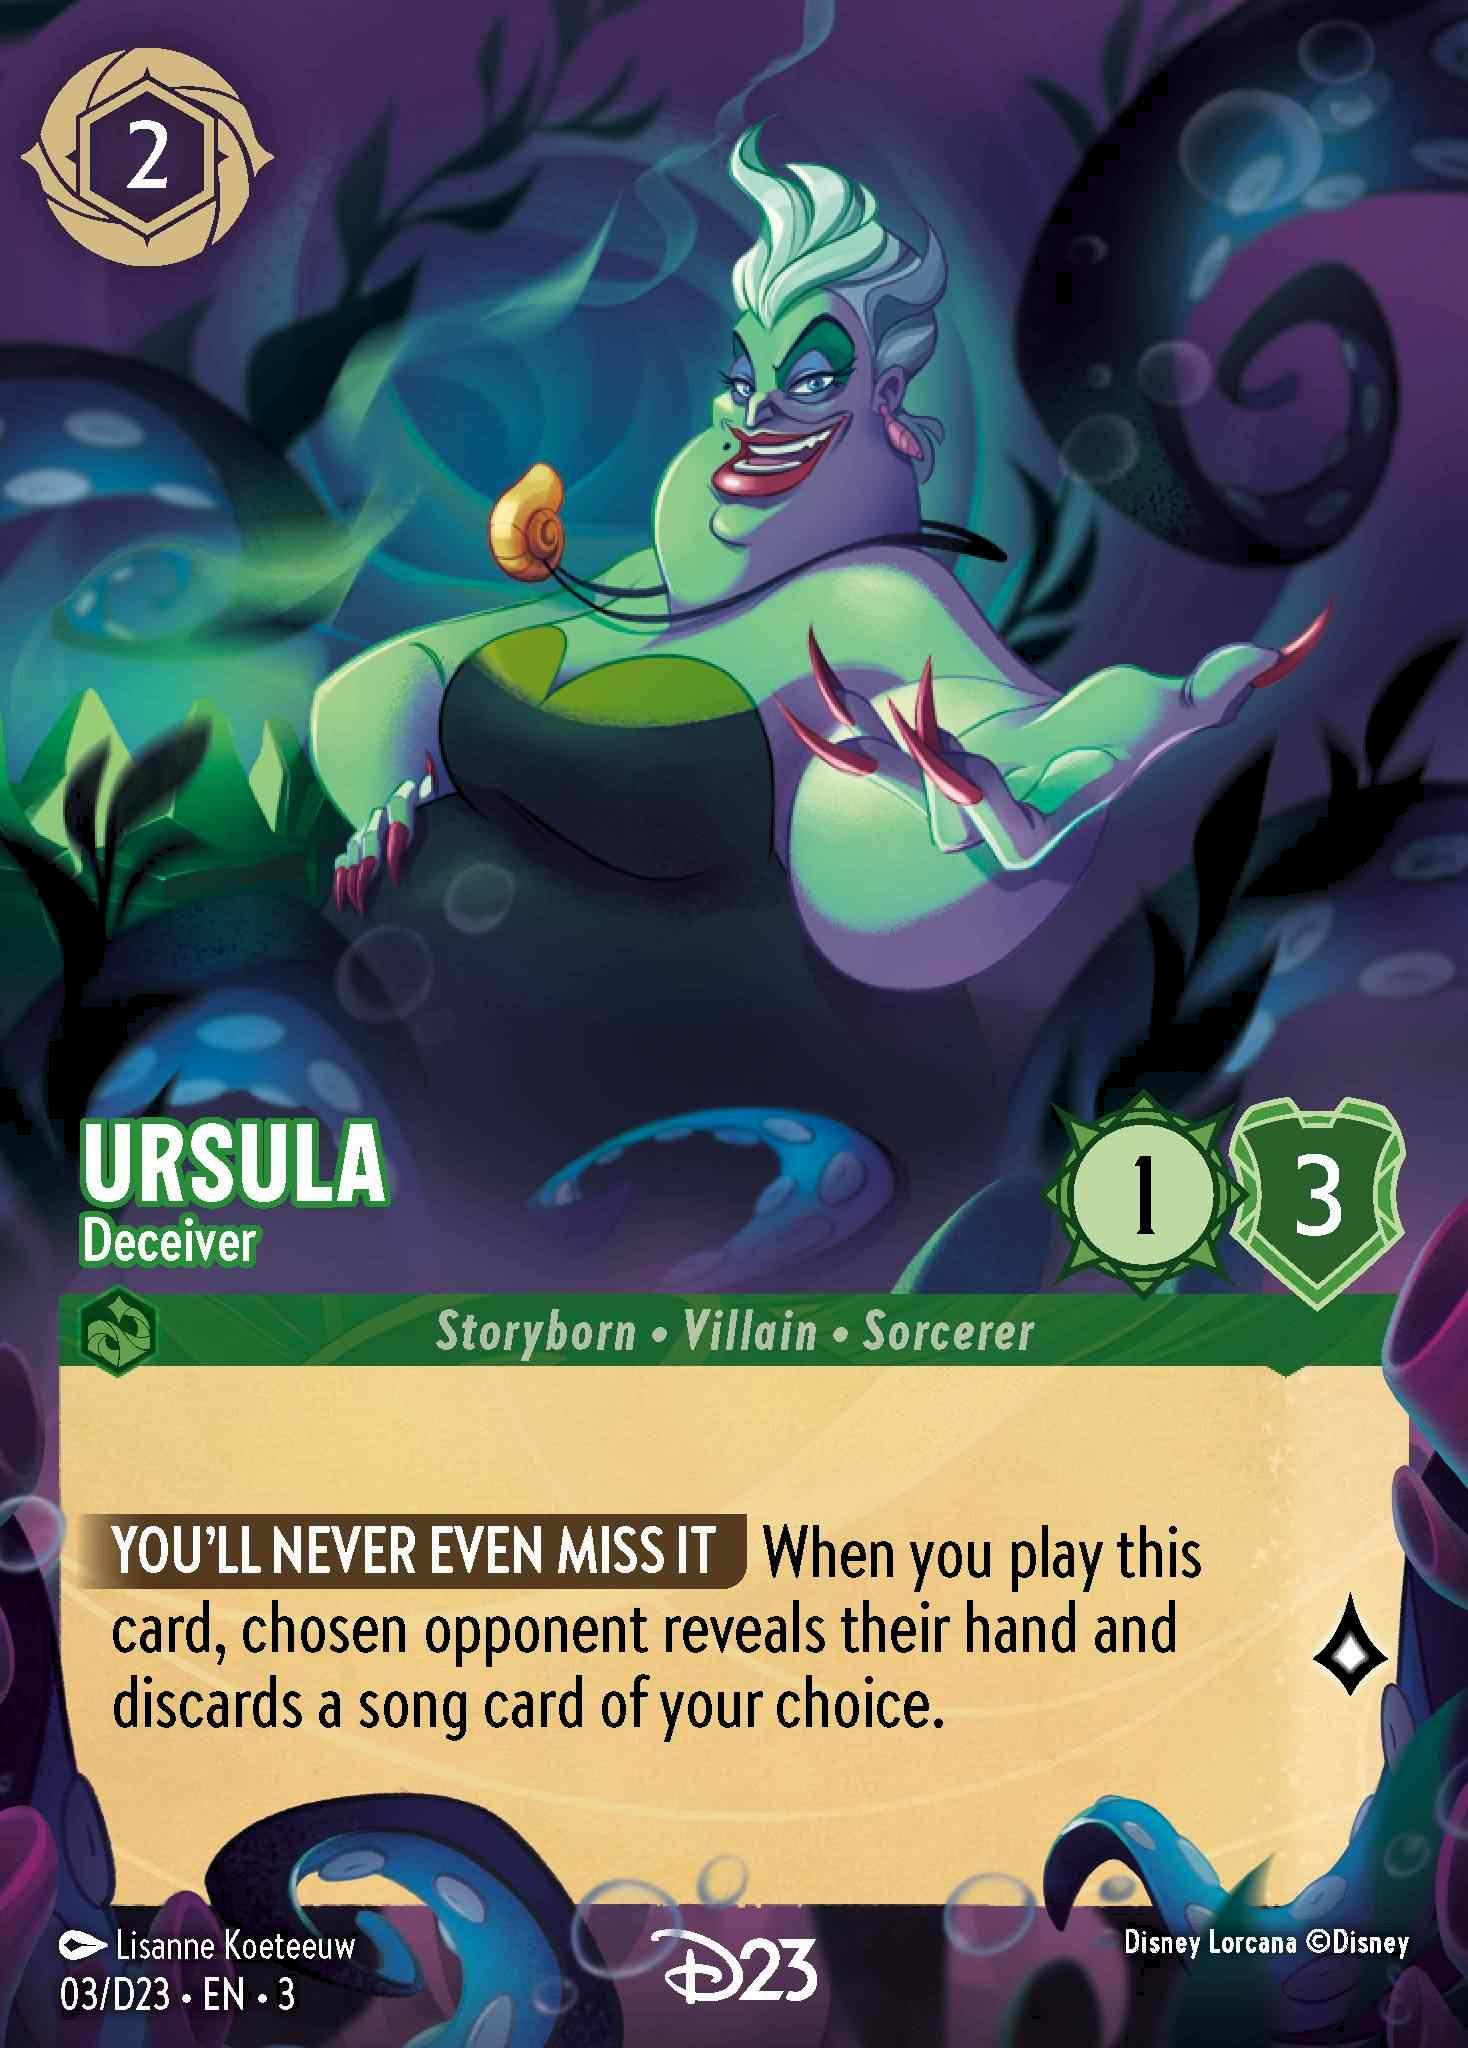 2
URSULA
Deceiver
1
3
Storyborn • Villain • Sorcerer
YOU'LL NEVER EVEN MISS IT When you play this
card, chosen opponent reveals their hand and
discards a song card of your choice.
Lisanne Koeteeuw
03/D23 • EN • 3
D23
Disney Lorcana ©Disney